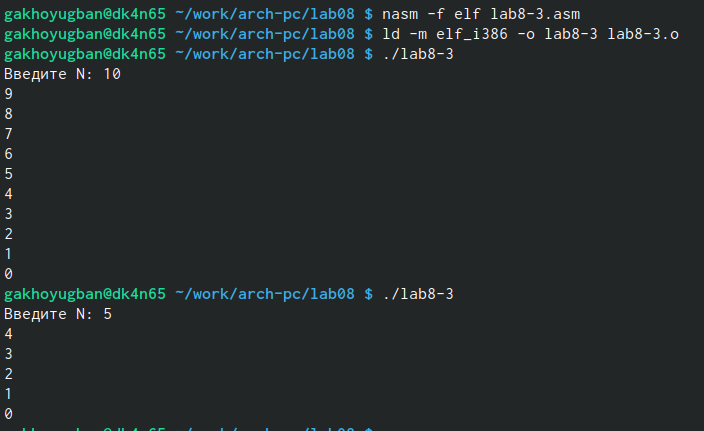 gakhoyugban@dk4n65 ~/work/arch-pc/lab08 $ nasm -f elf lab8-3.asm
gakhoyugban@dk4n65 ~/work/arch-pc/lab08 $ ld -m elf_i386 -o lab8-3 lab8-3.o
gakhoyugban@dk4n65 ~/work/arch-pc/lab08 $ ./lab8-3
Введите N: 10
9
8
7
6
5
4
3
2
1
0
gakhoyugban@dk4n65 ~/work/arch-pc/lab08 $ ./lab8-3
Введите N: 5
4
3
2
1
0